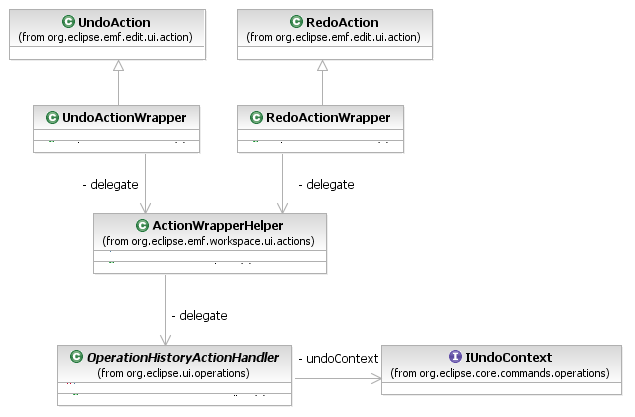 UndoAction
(from org.eclipse.emf.edit.ui.action)
RedoAction
(from org.eclipse.emf.edit.ui.action)
UndoActionWrapper
RedoActionWrapper
- delegate
- delegate
ActionWrapperHelper
(from org.eclipse.emf.workspace.ui.actions)
- delegate
OperationHistoryActionHandler
(from org.eclipse.ui.operations)
- undoContext
IUndoContext
(from org.eclipse.core.commands.operations)